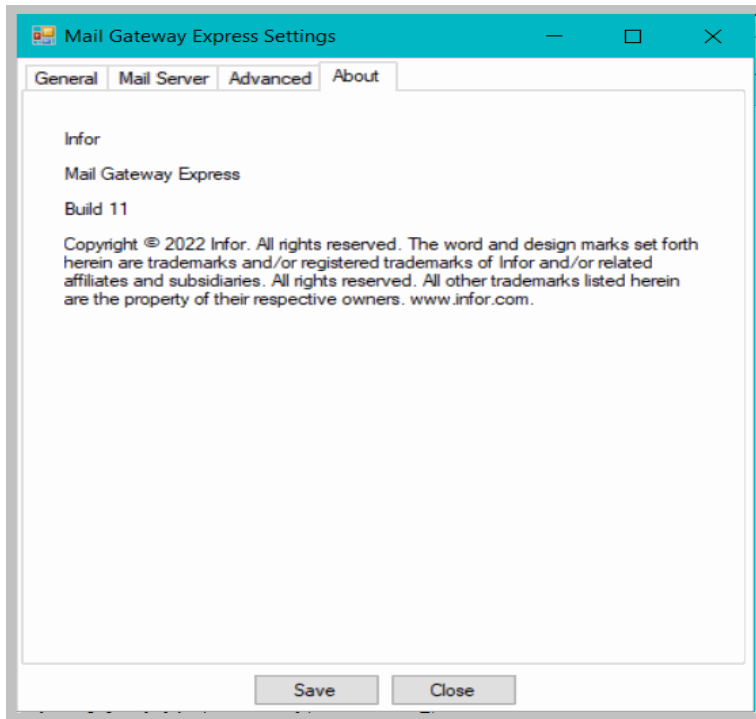 Mail Gateway Express Settings
General Mail Server Advanced About
Infor
Mail Gateway Express
Build 11
Copyright © 2022 Infor. All rights reserved. The word and design marks set forth
herein are trademarks and/or registered trademarks of Infor and/or related
affiliates and subsidiaries. All rights reserved. All other trademarks listed herein
are the property of their respective owners. www.infor.com.
Save Close